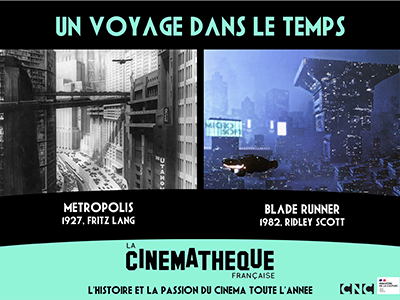 UN VOYAGE DANS LE TEMPS
METROPOLIS
1927, FRITZ LANG
BLADE RUNNER
1982, RIDLEY SCOTT
LA
CINEMATHEQUE
FRANÇAISE
L'HISTOIRE ET LA PASSION DU CINEMA TOUTE L'ANNEE
CNC